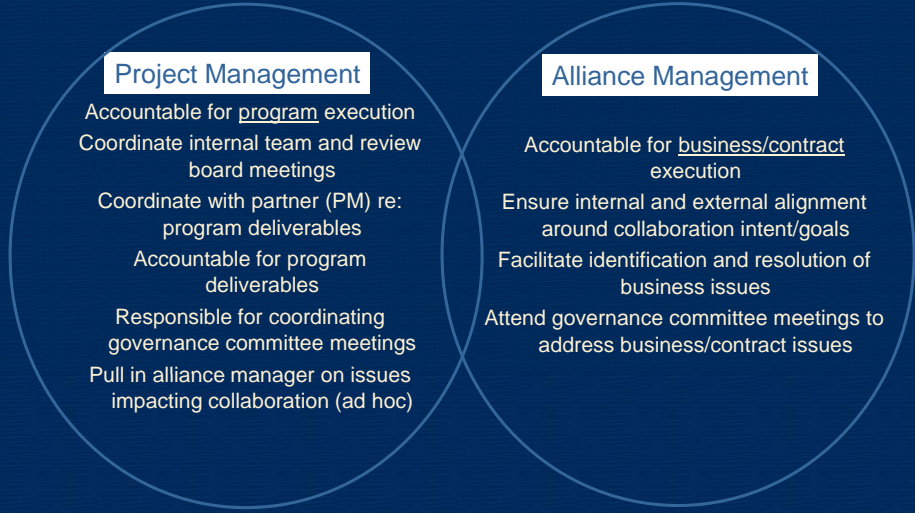 Project Management
Accountable for program execution
Coordinate internal team and review
board meetings
Coordinate with partner (PM) re:
program deliverables
Accountable for program
deliverables
Responsible for coordinating
governance committee meetings
Pull in alliance manager on issues
impacting collaboration (ad hoc)
Alliance Management
Accountable for business/contract
execution
Ensure internal and external alignment
around collaboration intent/goals
Facilitate identification and resolution of
business issues
Attend governance committee meetings to
address business/contract issues